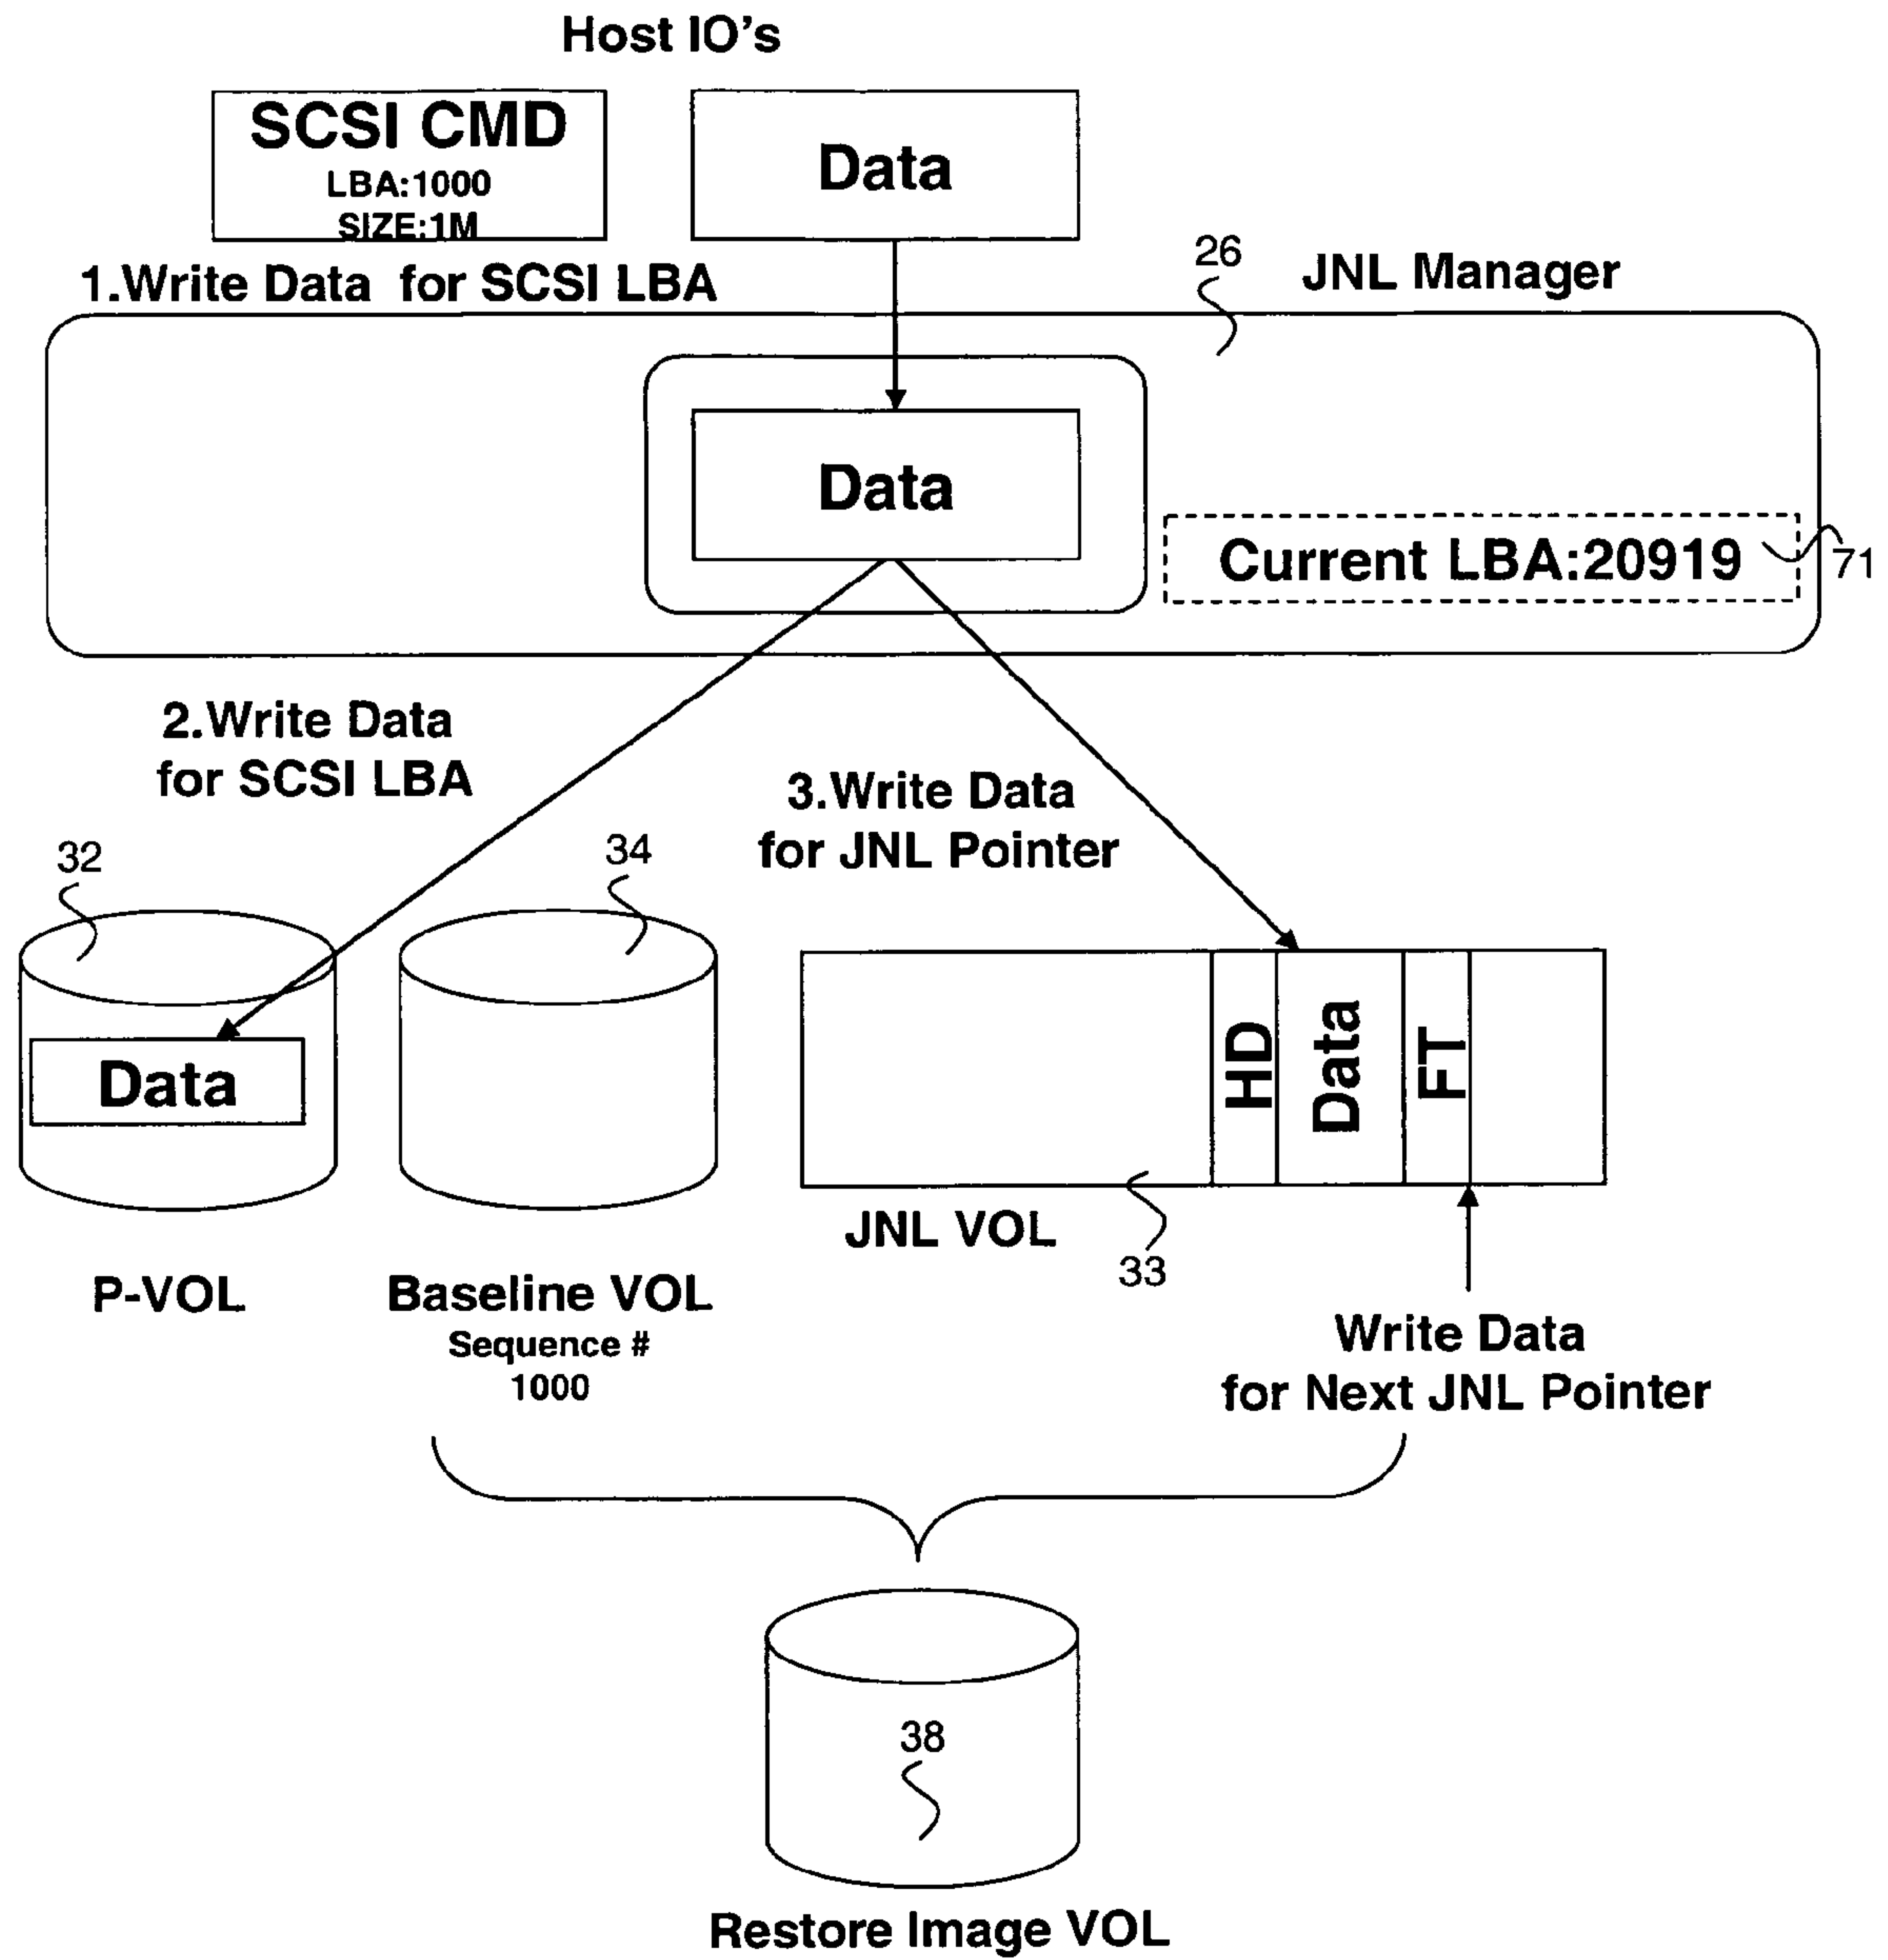 Host IO's
SCSI CMD
LBA:1000
SIZE:1M
Data
1.Write Data for SCSI LBA
26
JNL Manager
Data
Current LBA:20919
71
2.Write Data
for SCSI LBA
3.Write Data
for JNL Pointer
32
34
Data
HD
Data
FT
JNL VOL
33
P-VOL
Baseline VOL
Sequence #
1000
Write Data
for Next JNL Pointer
38
Restore Image VOL